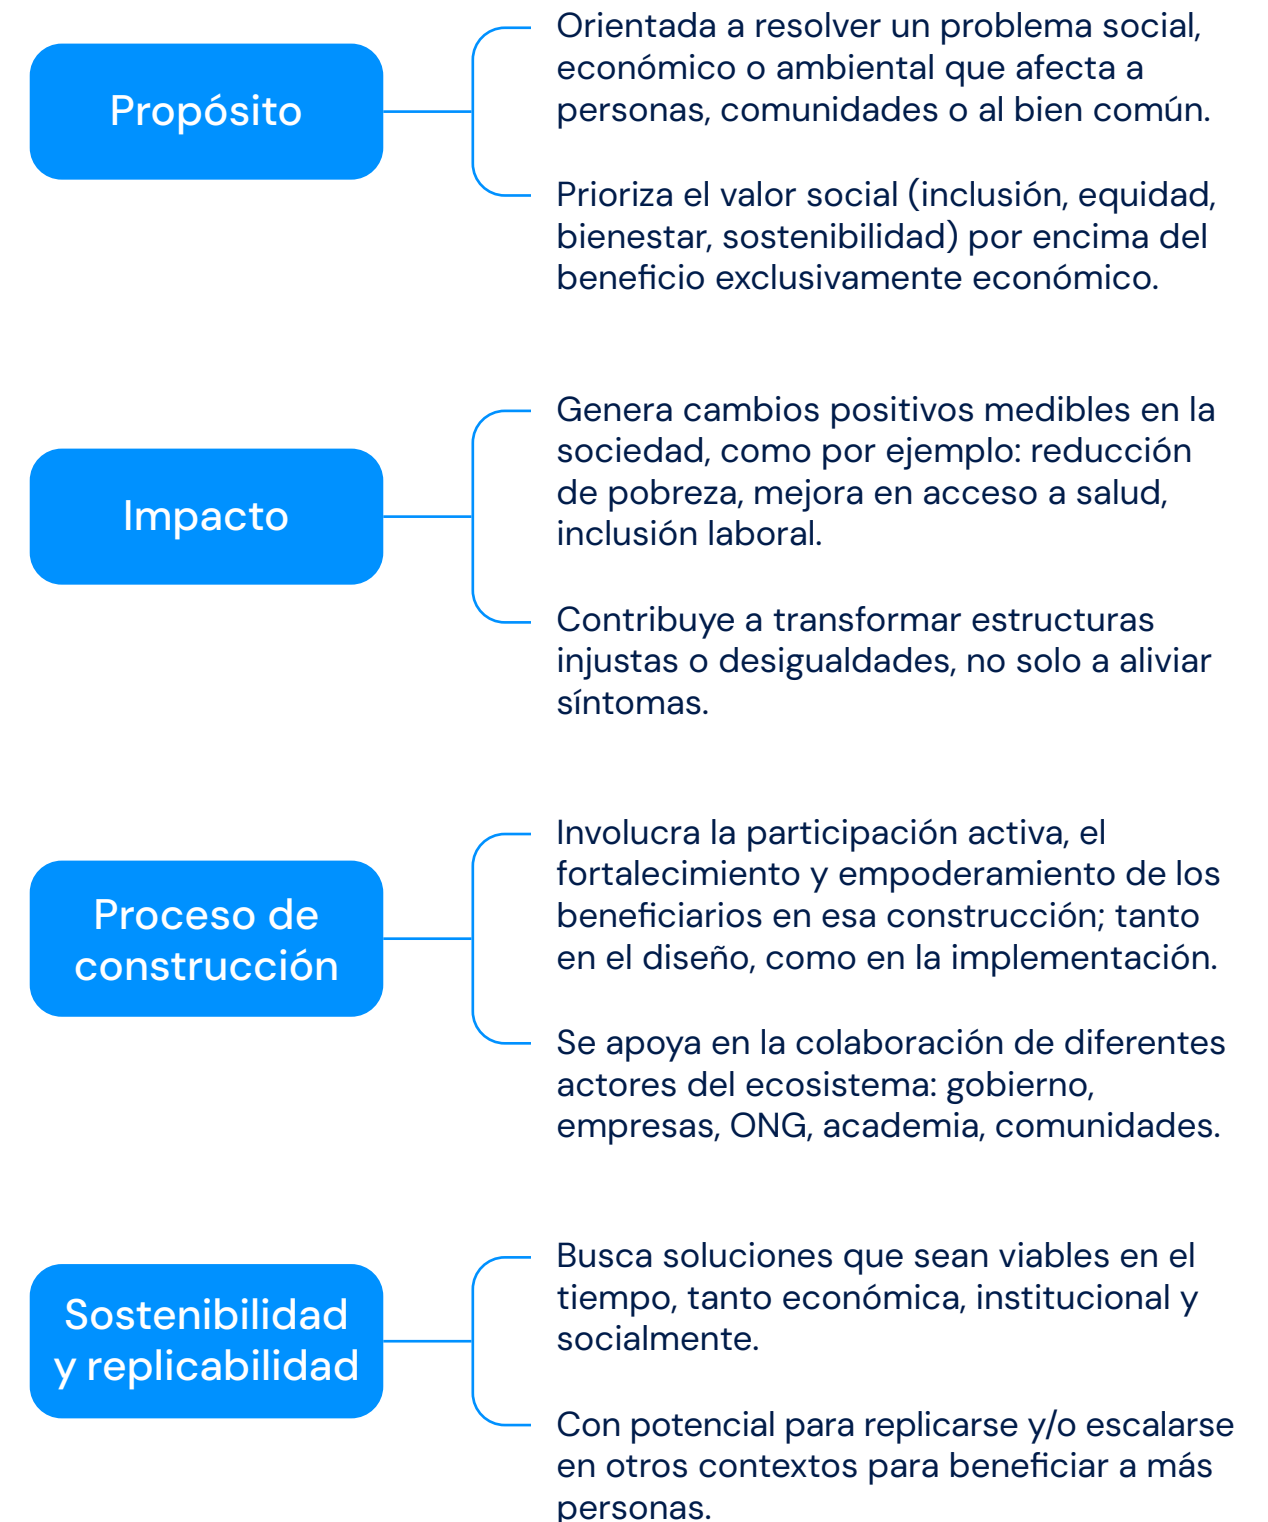 Propósito
Orientada a resolver un problema social,
económico o ambiental que afecta a
personas, comunidades o al bien común.
Prioriza el valor social (inclusión, equidad,
bienestar, sostenibilidad) por encima del
beneficio exclusivamente económico.
Impacto
Genera cambios positivos medibles en la
sociedad, como por ejemplo: reducción
de pobreza, mejora en acceso a salud,
inclusión laboral.
Contribuye a transformar estructuras
injustas o desigualdades, no solo a aliviar
síntomas.
Proceso de
construcción
Involucra la participación activa, el
fortalecimiento y empoderamiento de los
beneficiarios en esa construcción; tanto
en el diseño, como en la implementación.
Se apoya en la colaboración de diferentes
actores del ecosistema: gobierno,
empresas, ONG, academia, comunidades.
Sostenibilidad
y replicabilidad
Busca soluciones que sean viables en el
tiempo, tanto económica, institucional y
socialmente.
Con potencial para replicarse y/o escalarse
en otros contextos para beneficiar a más
personas.